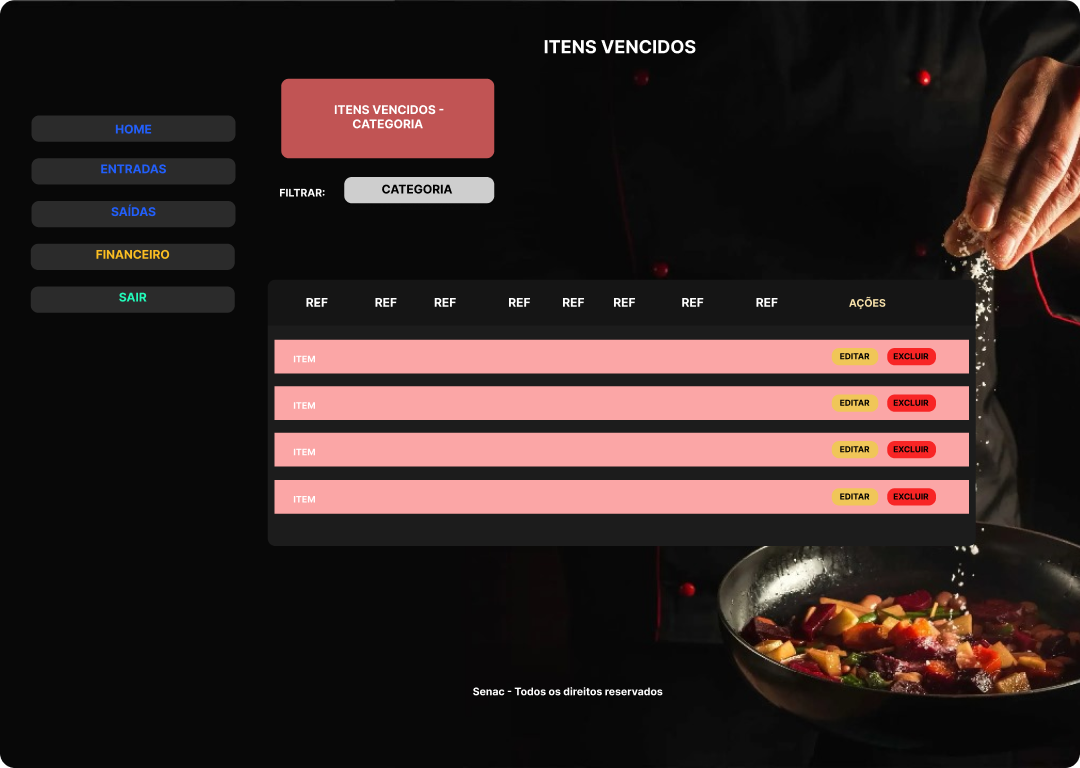 ITENS VENCIDOS
ITENS VENCIDOS -
CATEGORIA
HOME
ENTRADAS
SAÍDAS
FINANCEIRO
SAIR
FILTRAR: CATEGORIA
REF REF REF REF REF REF REF REF AÇÕES
ITEM EDITAR EXCLUIR
ITEM EDITAR EXCLUIR
ITEM EDITAR EXCLUIR
ITEM EDITAR EXCLUIR
Senac - Todos os direitos reservados